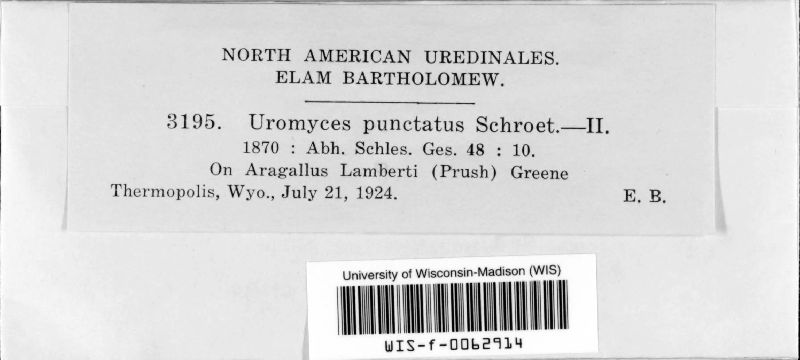 NORTH AMERICAN UREDINALES.
ELAM BARTHOLOMEW.
3195. Uromyces punctatus Schroet.—II.
1870 : Abh. Schles. Ges. 48 : 10.
On Aragallus Lamberti (Prush) Greene
Thermopolis, Wyo., July 21, 1924. E. B.
University of Wisconsin-Madison (WIS)
WIS-f-0062914